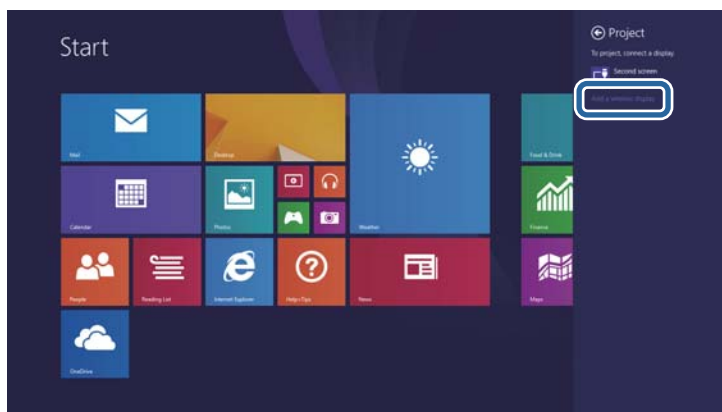 Start
Project
To project, connect a display.
Second screen
Add a wireless display
Mail
Desktop
Weather
Food & Drink
Calendar
Photos
Finance
People
Reading List
Internet Explorer
Help+Tips
News
Maps
OneDrive